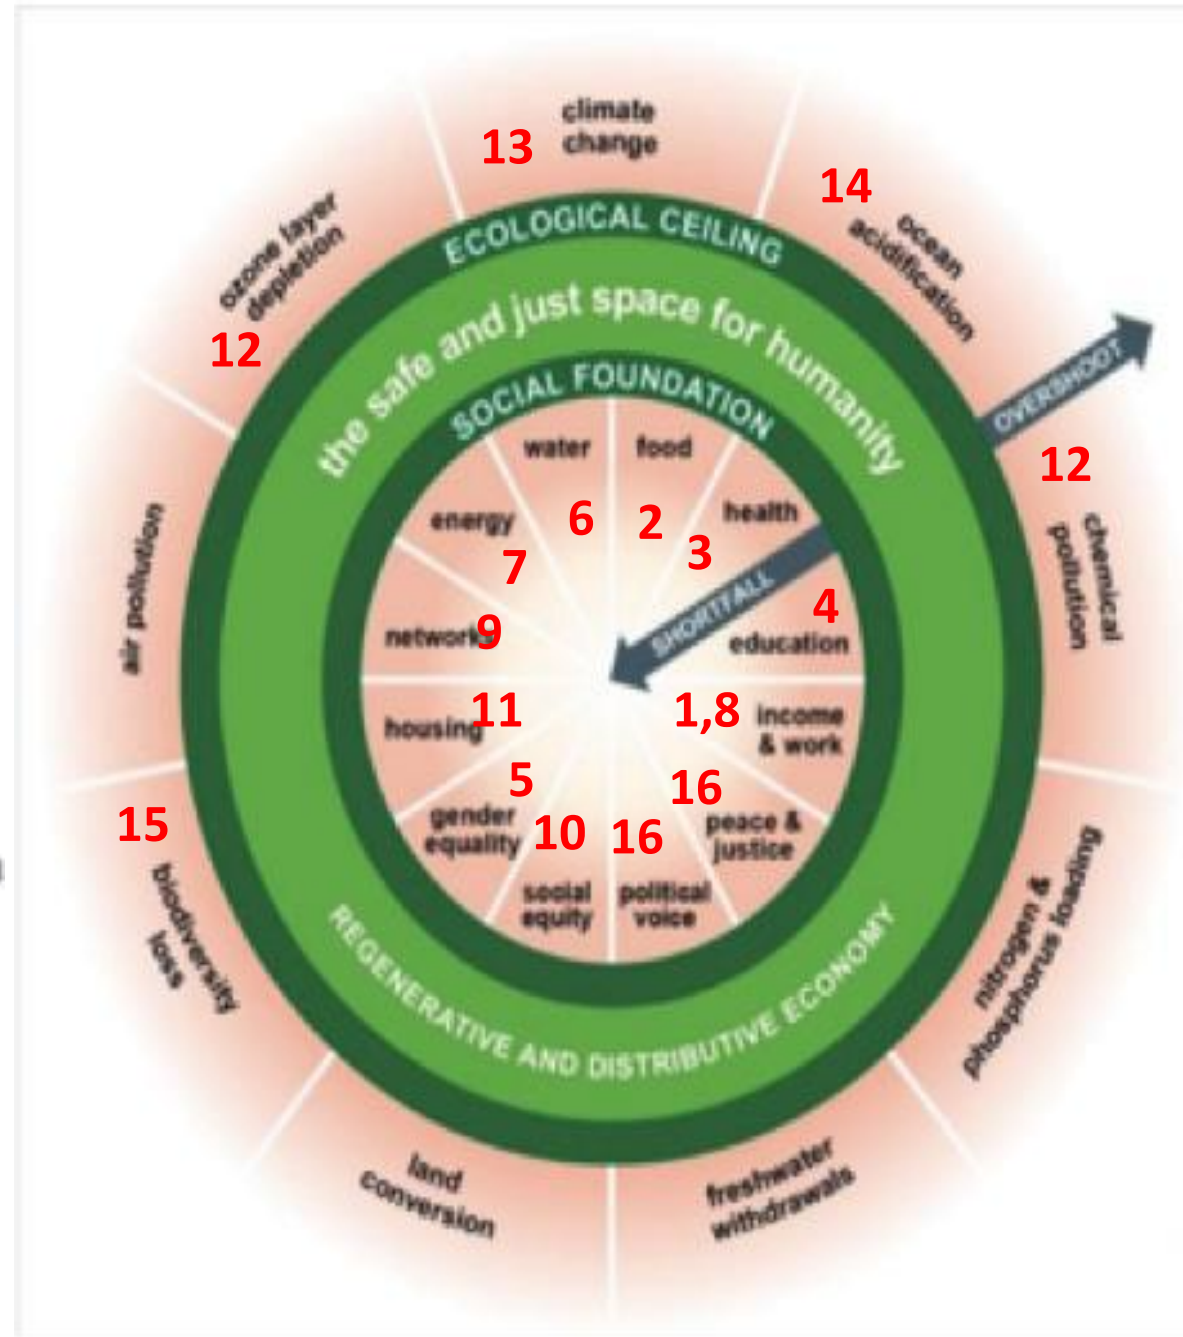 climate
change
13
14
ocean
acidification
ozone layer
depletion
12
ECOLOGICAL CEILING
the safe and just space for humanity
SOCIAL FOUNDATION
OVERSHOOT
12
chemical
pollution
water
food
energy
6
2
health
3
7
SHORTFALL
4
networks
9
education
air pollution
11
housing
1,8
income
& work
5
gender
equality
10
16
16
peace &
justice
social
equity
political
voice
15
biodiversity
loss
nitrogen &
phosphorus loading
REGENERATIVE AND DISTRIBUTIVE ECONOMY
land
conversion
freshwater
withdrawals